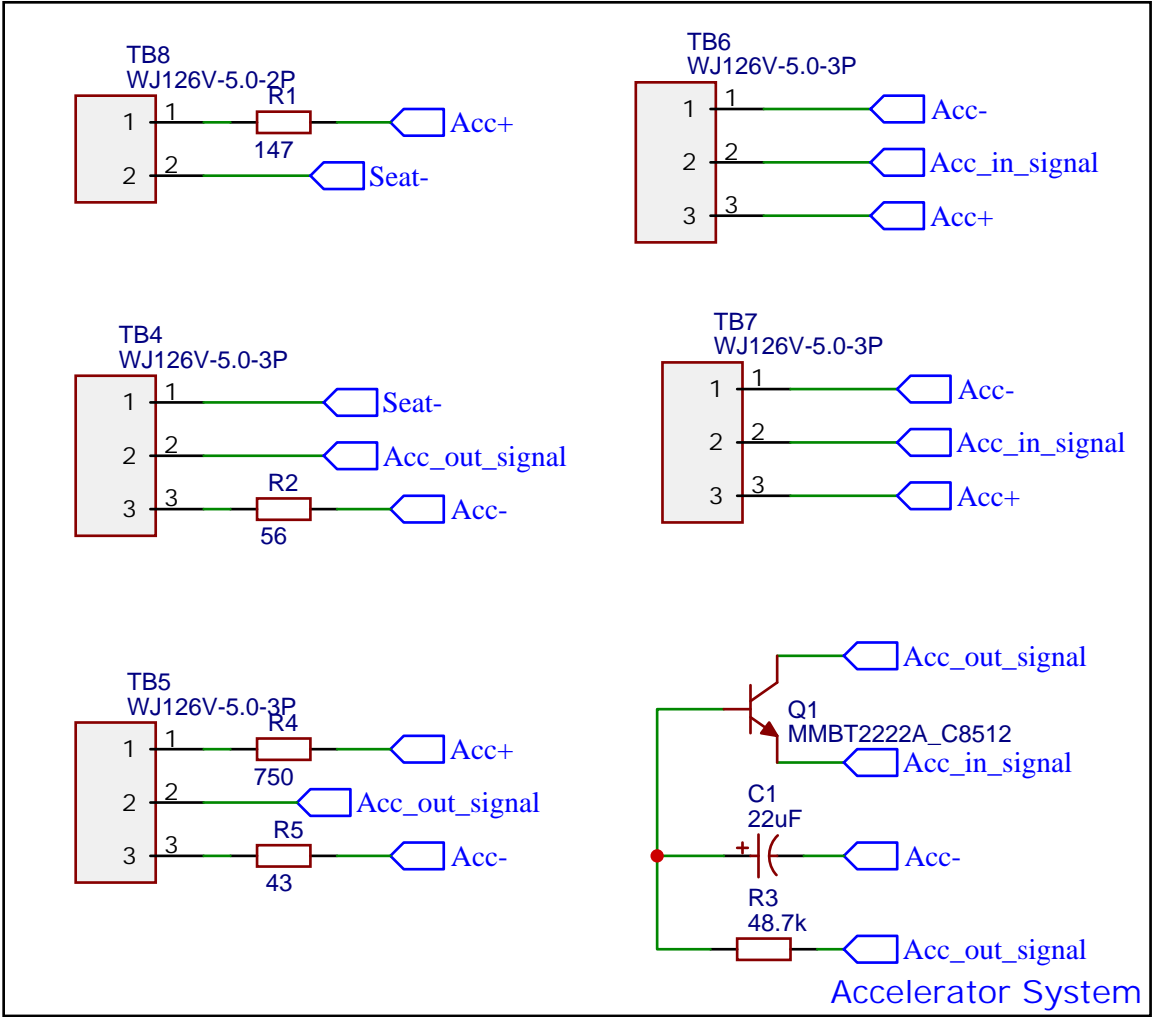 TB8
WJ126V-5.0-2P
R1
1 1 Acc+
147
2 2 Seat-
TB6
WJ126V-5.0-3P
1 1 Acc-
2 2 Acc_in_signal
3 3 Acc+
TB4
WJ126V-5.0-3P
1 1 Seat-
2 2 Acc_out_signal
R2
3 3 Acc-
56
TB7
WJ126V-5.0-3P
1 1 Acc-
2 2 Acc_in_signal
3 3 Acc+
TB5
WJ126V-5.0-3P
R4
1 1 Acc+
750
2 2 Acc_out_signal
R5
3 3 Acc-
43
Acc_out_signal
Q1
MMBT2222A_C8512
Acc_in_signal
C1
22uF
+ Acc-
R3
48.7k
Acc_out_signal
Accelerator System